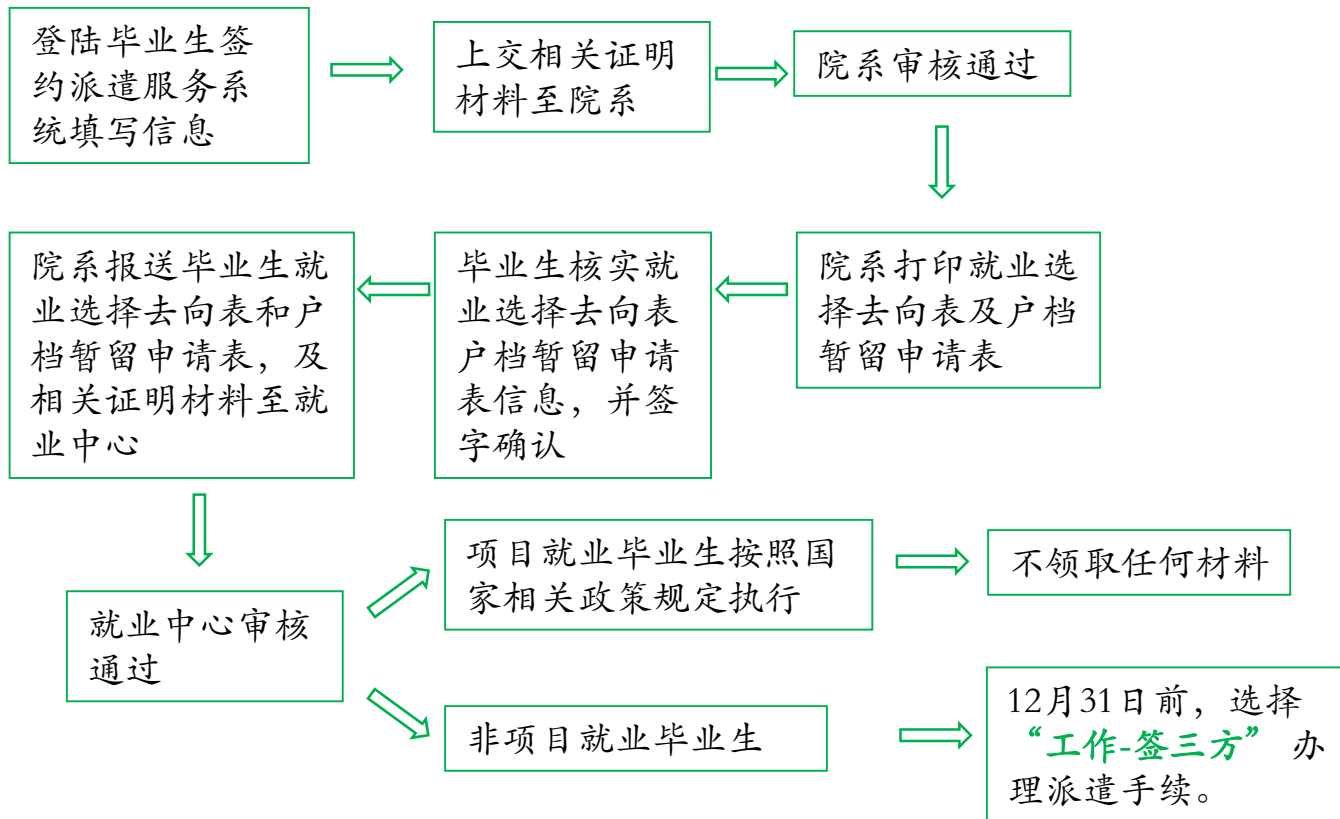 登陆毕业生签
约派遣服务系
统填写信息
上交相关证明
材料至院系
院系审核通过
院系打印就业选
择去向表及户档
暂留申请表
毕业生核实就
业选择去向表
户档暂留申请
表信息，并签
字确认
院系报送毕业生就
业选择去向表和户
档暂留申请表，及
相关证明材料至就
业中心
就业中心审核
通过
项目就业毕业生按照国
家相关政策规定执行
不领取任何材料
非项目就业毕业生
12月31日前，选择
“工作-签三方” 办
理派遣手续。